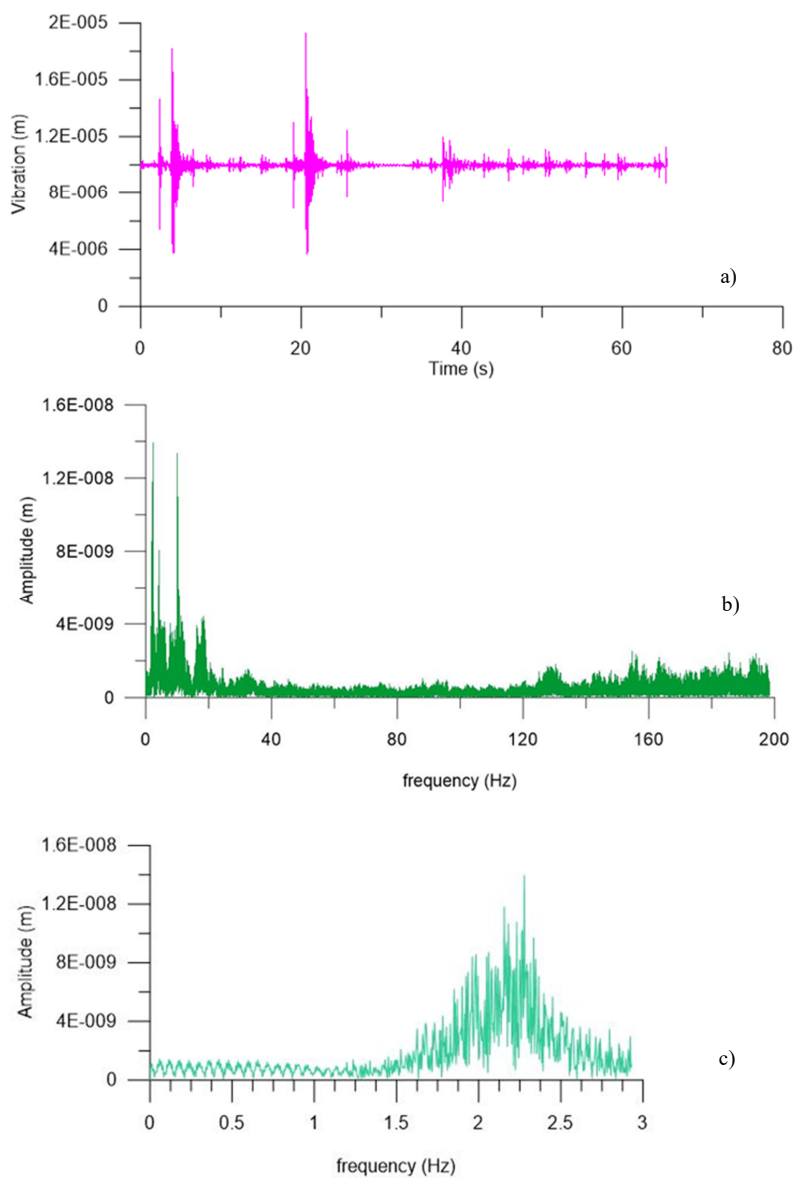 2E-005
1.6E-005
1.2E-005
8E-006
4E-006
0
Vibration (m)
a)
0 20 40 60 80
Time (s)
1.6E-008
1.2E-008
8E-009
4E-009
0
Amplitude (m)
b)
0 40 80 120 160 200
frequency (Hz)
1.6E-008
1.2E-008
8E-009
4E-009
0
Amplitude (m)
c)
0 0.5 1 1.5 2 2.5 3
frequency (Hz)